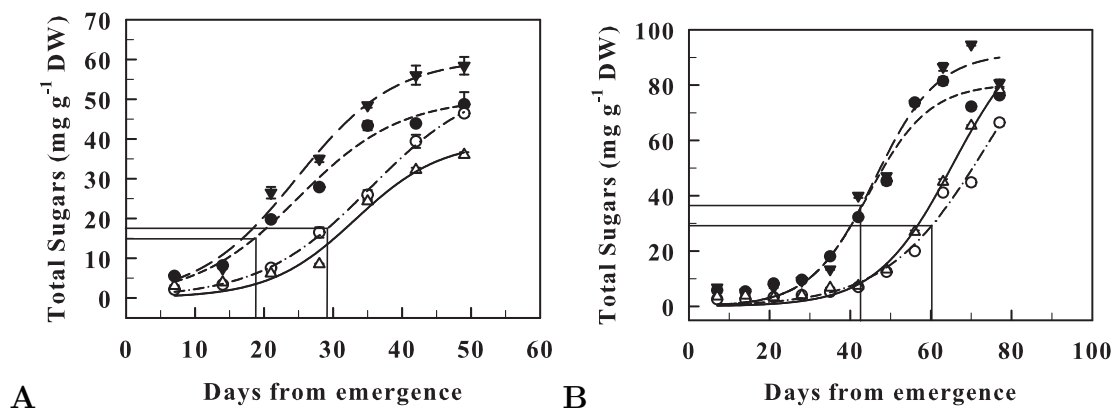 70
60
50
40
30
20
10
0
Total Sugars (mg g⁻¹ DW)
0 10 20 30 40 50 60
Days from emergence
A
100
80
60
40
20
0
Total Sugars (mg g⁻¹ DW)
0 20 40 60 80 100
Days from emergence
B